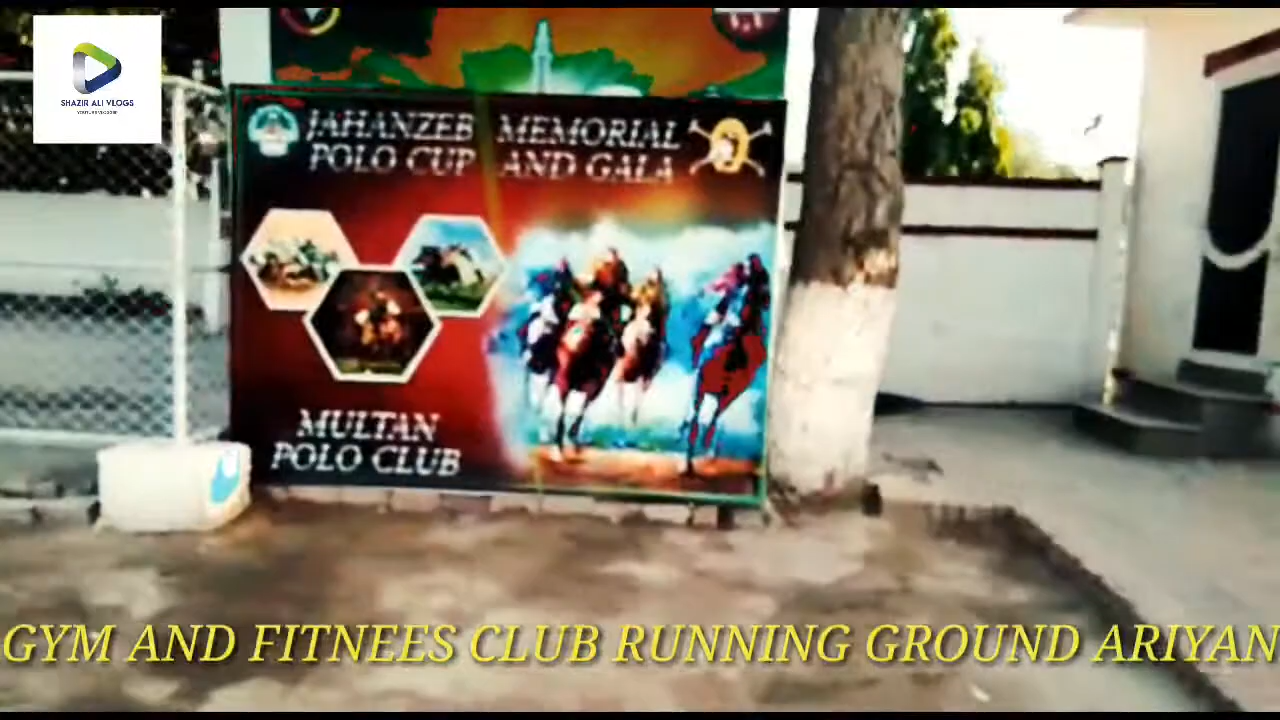 SHAZIR ALI VLOGS
JAHANZEB MEMORIAL
POLO CUP AND GALA
MULTAN
POLO CLUB
GYM AND FITNEES CLUB RUNNING GROUND ARIYAN